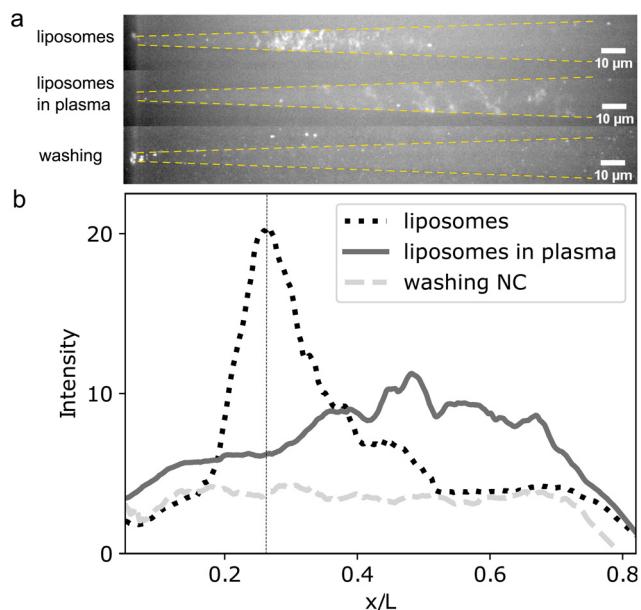 a
liposomes
10 µm
liposomes
in plasma
10 µm
washing
10 µm
b
liposomes
liposomes in plasma
washing NC
Intensity
20
10
0
0.2
0.4
0.6
0.8
x/L